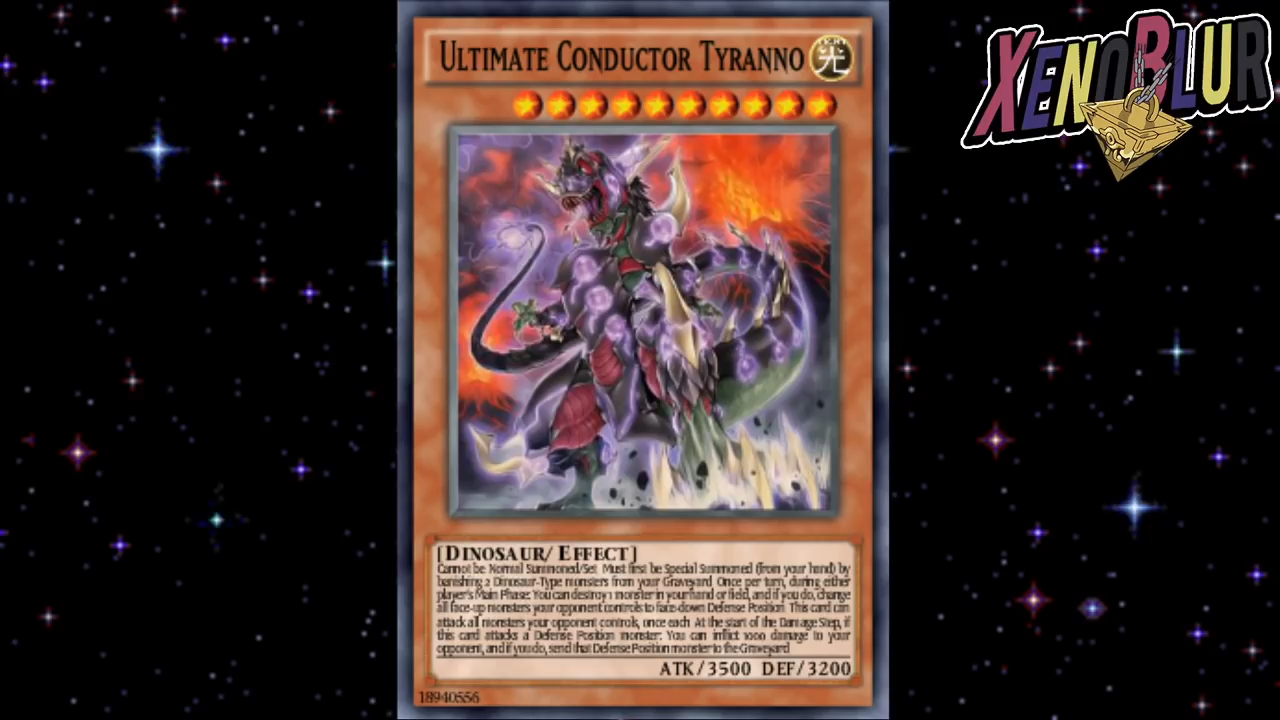 XENOBLUR
ULTIMATE CONDUCTOR TYRANNO
光
[DINOSAUR/ EFFECT]
Cannot be Normal Summoned/Set. Must first be Special Summoned (from your hand) by
banishing 2 Dinosaur-Type monsters from your Graveyard. Once per turn, during either
player's Main Phase: You can destroy 1 monster in your hand or field, and if you do, change
all face-up monsters your opponent controls to face-down Defense Position. This card can
attack all monsters your opponent controls, once each. At the start of the Damage Step, if
this card attacks a Defense Position monster: You can inflict 1000 damage to your
opponent, and if you do, send that Defense Position monster to the Graveyard.
ATK/3500 DEF/3200
18940556